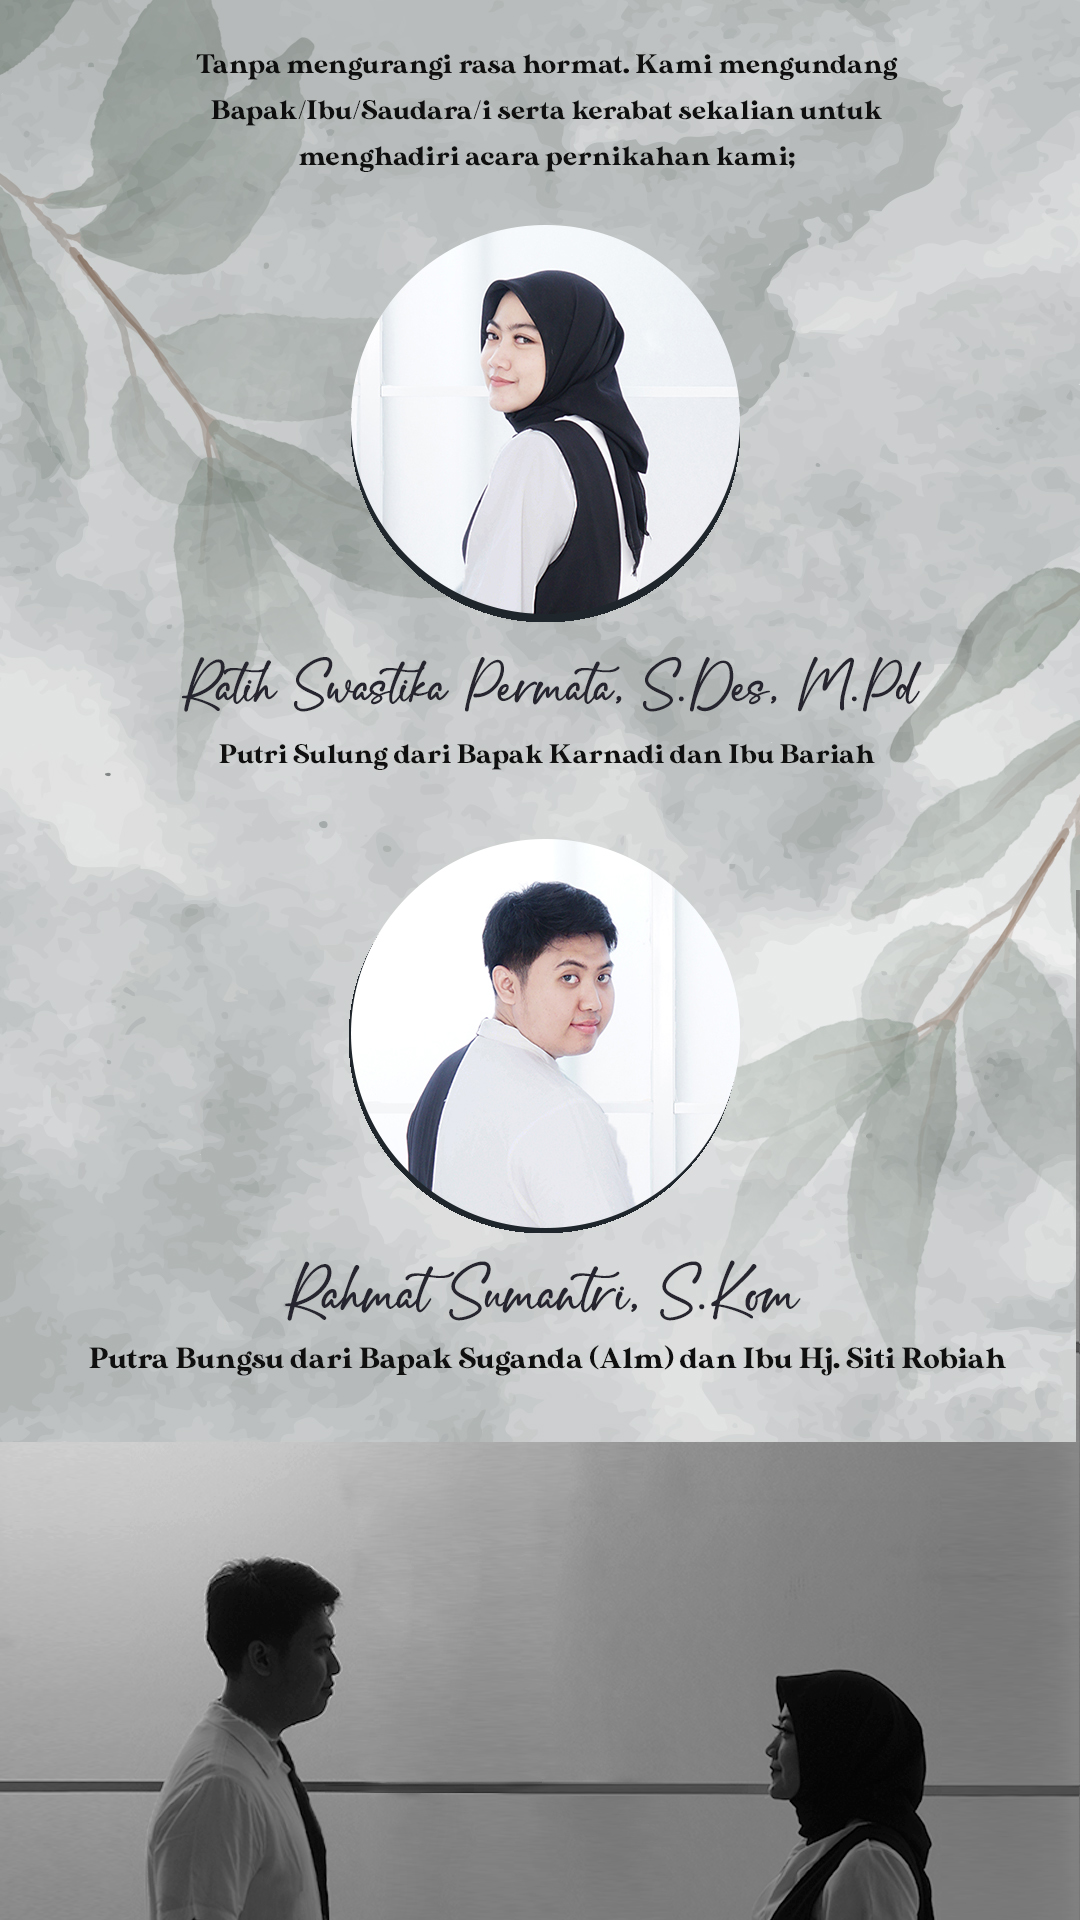 Tanpa mengurangi rasa hormat. Kami mengundang
Bapak/Ibu/Saudara/i serta kerabat sekalian untuk
menghadiri acara pernikahan kami;
Ratih Swastika Permata, S.Des, M.Pd
Putri Sulung dari Bapak Karnadi dan Ibu Bariah
Rahmat Sumantri, S.Kom
Putra Bungsu dari Bapak Suganda (Alm) dan Ibu Hj. Siti Robiah